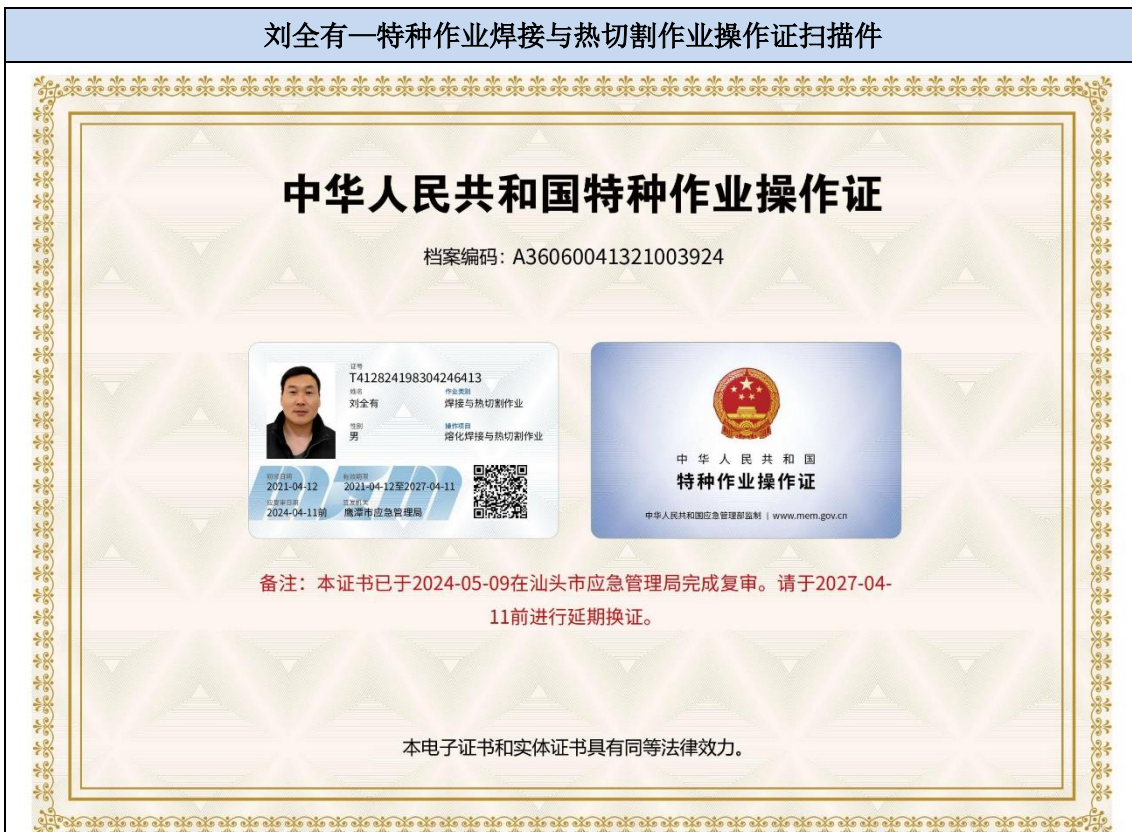 刘全有—特种作业焊接与热切割作业操作证扫描件
中华人民共和国特种作业操作证
档案编码：A36060041321003924
证号
T412824198304246413
姓名
作业类别
刘全有
焊接与热切割作业
性别
操作项目
男
熔化焊接与热切割作业
初领日期
有效期限
2021-04-12
2021-04-12至2027-04-11
应复审日期
签发机关
2024-04-11前
鹰潭市应急管理局
中华人民共和国
特种作业操作证
中华人民共和国应急管理部监制 | www.mem.gov.cn
备注：本证书已于2024-05-09在汕头市应急管理局完成复审。请于2027-04-
11前进行延期换证。
本电子证书和实体证书具有同等法律效力。